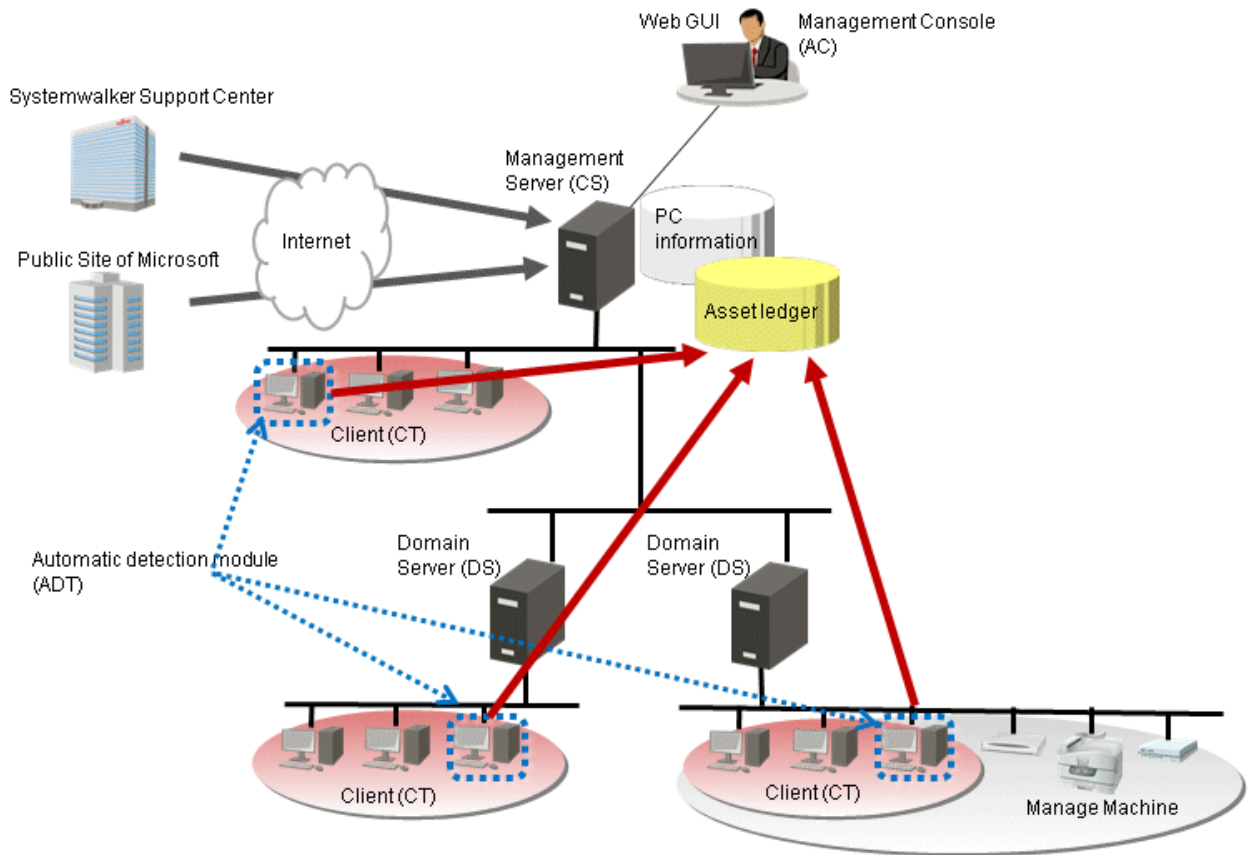 Web GUI
Management Console
(AC)
Systemwalker Support Center
Management
Server (CS)
PC
information
Internet
Public Site of Microsoft
Asset ledger
Client (CT)
Domain
Server (DS)
Domain
Server (DS)
Automatic detection module
(ADT)
Client (CT)
Client (CT)
Manage Machine